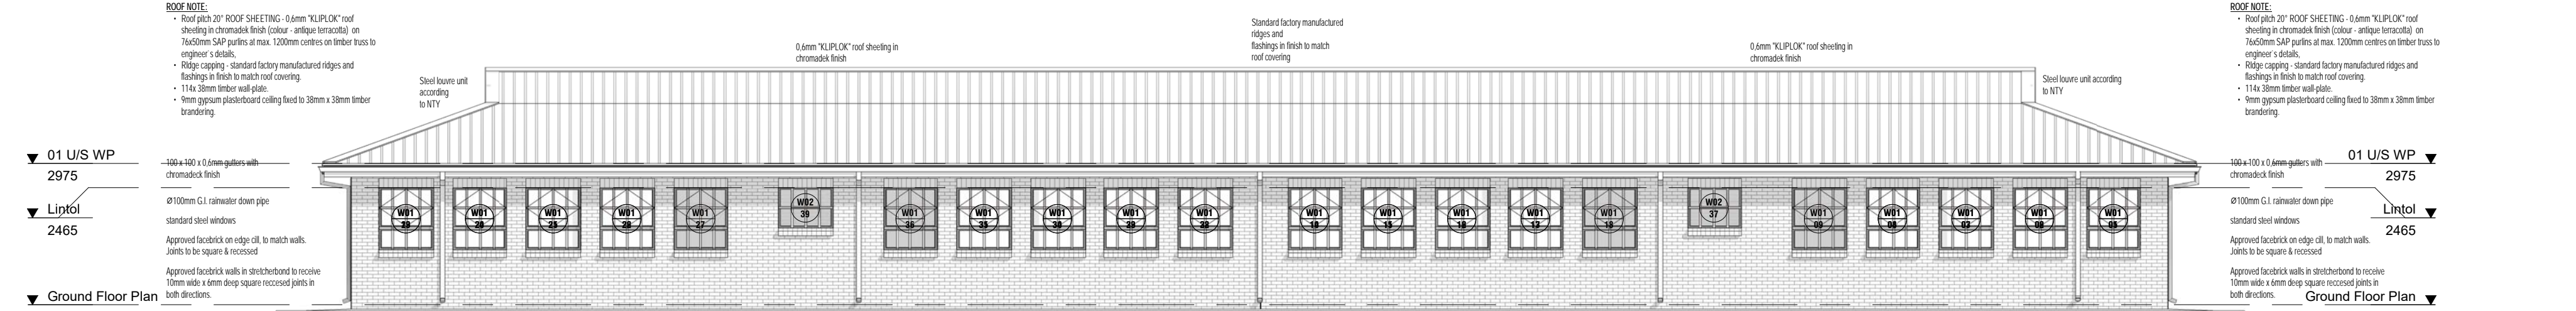 ROOF NOTE:
• Roof pitch 20° ROOF SHEETING - 0,6mm "KLIPLOK" roof
sheeting in chromadek finish (colour - antique terracotta) on
76x50mm SAP purlins at max. 1200mm centres on timber truss to
engineer`s details,
• RIdge capping - standard factory manufactured ridges and
flashings in finish to match roof covering.
• 114x 38mm timber wall-plate.
• 9mm gypsum plasterboard ceiling fixed to 38mm x 38mm timber
brandering.
Steel louvre unit
according
to NTY
0,6mm "KLIPLOK" roof sheeting in
chromadek finish
Standard factory manufactured
ridges and
flashings in finish to match
roof covering
0,6mm "KLIPLOK" roof sheeting in
chromadek finish
Steel louvre unit according
to NTY
ROOF NOTE:
• Roof pitch 20° ROOF SHEETING - 0,6mm "KLIPLOK" roof
sheeting in chromadek finish (colour - antique terracotta) on
76x50mm SAP purlins at max. 1200mm centres on timber truss to
engineer`s details,
• RIdge capping - standard factory manufactured ridges and
flashings in finish to match roof covering.
• 114x 38mm timber wall-plate.
• 9mm gypsum plasterboard ceiling fixed to 38mm x 38mm timber
brandering.
01 U/S WP
2975
Lintol
2465
Ground Floor Plan
100 x 100 x 0,6mm gutters with
chromadeck finish
Ø100mm G.I. rainwater down pipe
standard steel windows
Approved facebrick on edge cill, to match walls.
Joints to be square & recessed
Approved facebrick walls in stretcherbond to receive
10mm wide x 6mm deep square reccesed joints in
both directions.
W01
W01
W01
W01
W01
27
W02
39
W01
W01
W01
W01
W01
W01
W01
W01
W01
W01
W02
37
W01
09
W01
W01
W01
W01
100 x 100 x 0,6mm gutters with
chromadeck finish
Ø100mm G.I. rainwater down pipe
standard steel windows
Approved facebrick on edge cill, to match walls.
Joints to be square & recessed
Approved facebrick walls in stretcherbond to receive
10mm wide x 6mm deep square reccesed joints in
both directions.
01 U/S WP
2975
Lintol
2465
Ground Floor Plan